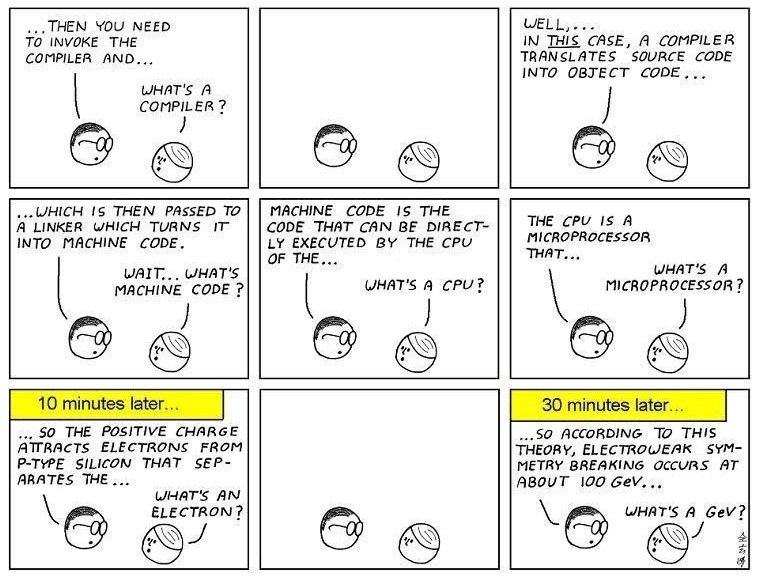 ...THEN YOU NEED
TO INVOKE THE
COMPILER AND...
WHAT'S A
COMPILER?
WELL,...
IN THIS CASE, A COMPILER
TRANSLATES SOURCE CODE
INTO OBJECT CODE...
...WHICH IS THEN PASSED TO
A LINKER WHICH TURNS IT
INTO MACHINE CODE.
WAIT... WHAT'S
MACHINE CODE?
MACHINE CODE IS THE
CODE THAT CAN BE DIRECT-
LY EXECUTED BY THE CPU
OF THE...
WHAT'S A CPU?
THE CPU IS A
MICROPROCESSOR
THAT...
WHAT'S A
MICROPROCESSOR?
10 minutes later...
... SO THE POSITIVE CHARGE
ATTRACTS ELECTRONS FROM
P-TYPE SILICON THAT SEP-
ARATES THE...
WHAT'S AN
ELECTRON?
30 minutes later...
...SO ACCORDING TO THIS
THEORY, ELECTROWEAK SYM-
METRY BREAKING OCCURS AT
ABOUT 100 GeV...
WHAT'S A GeV?